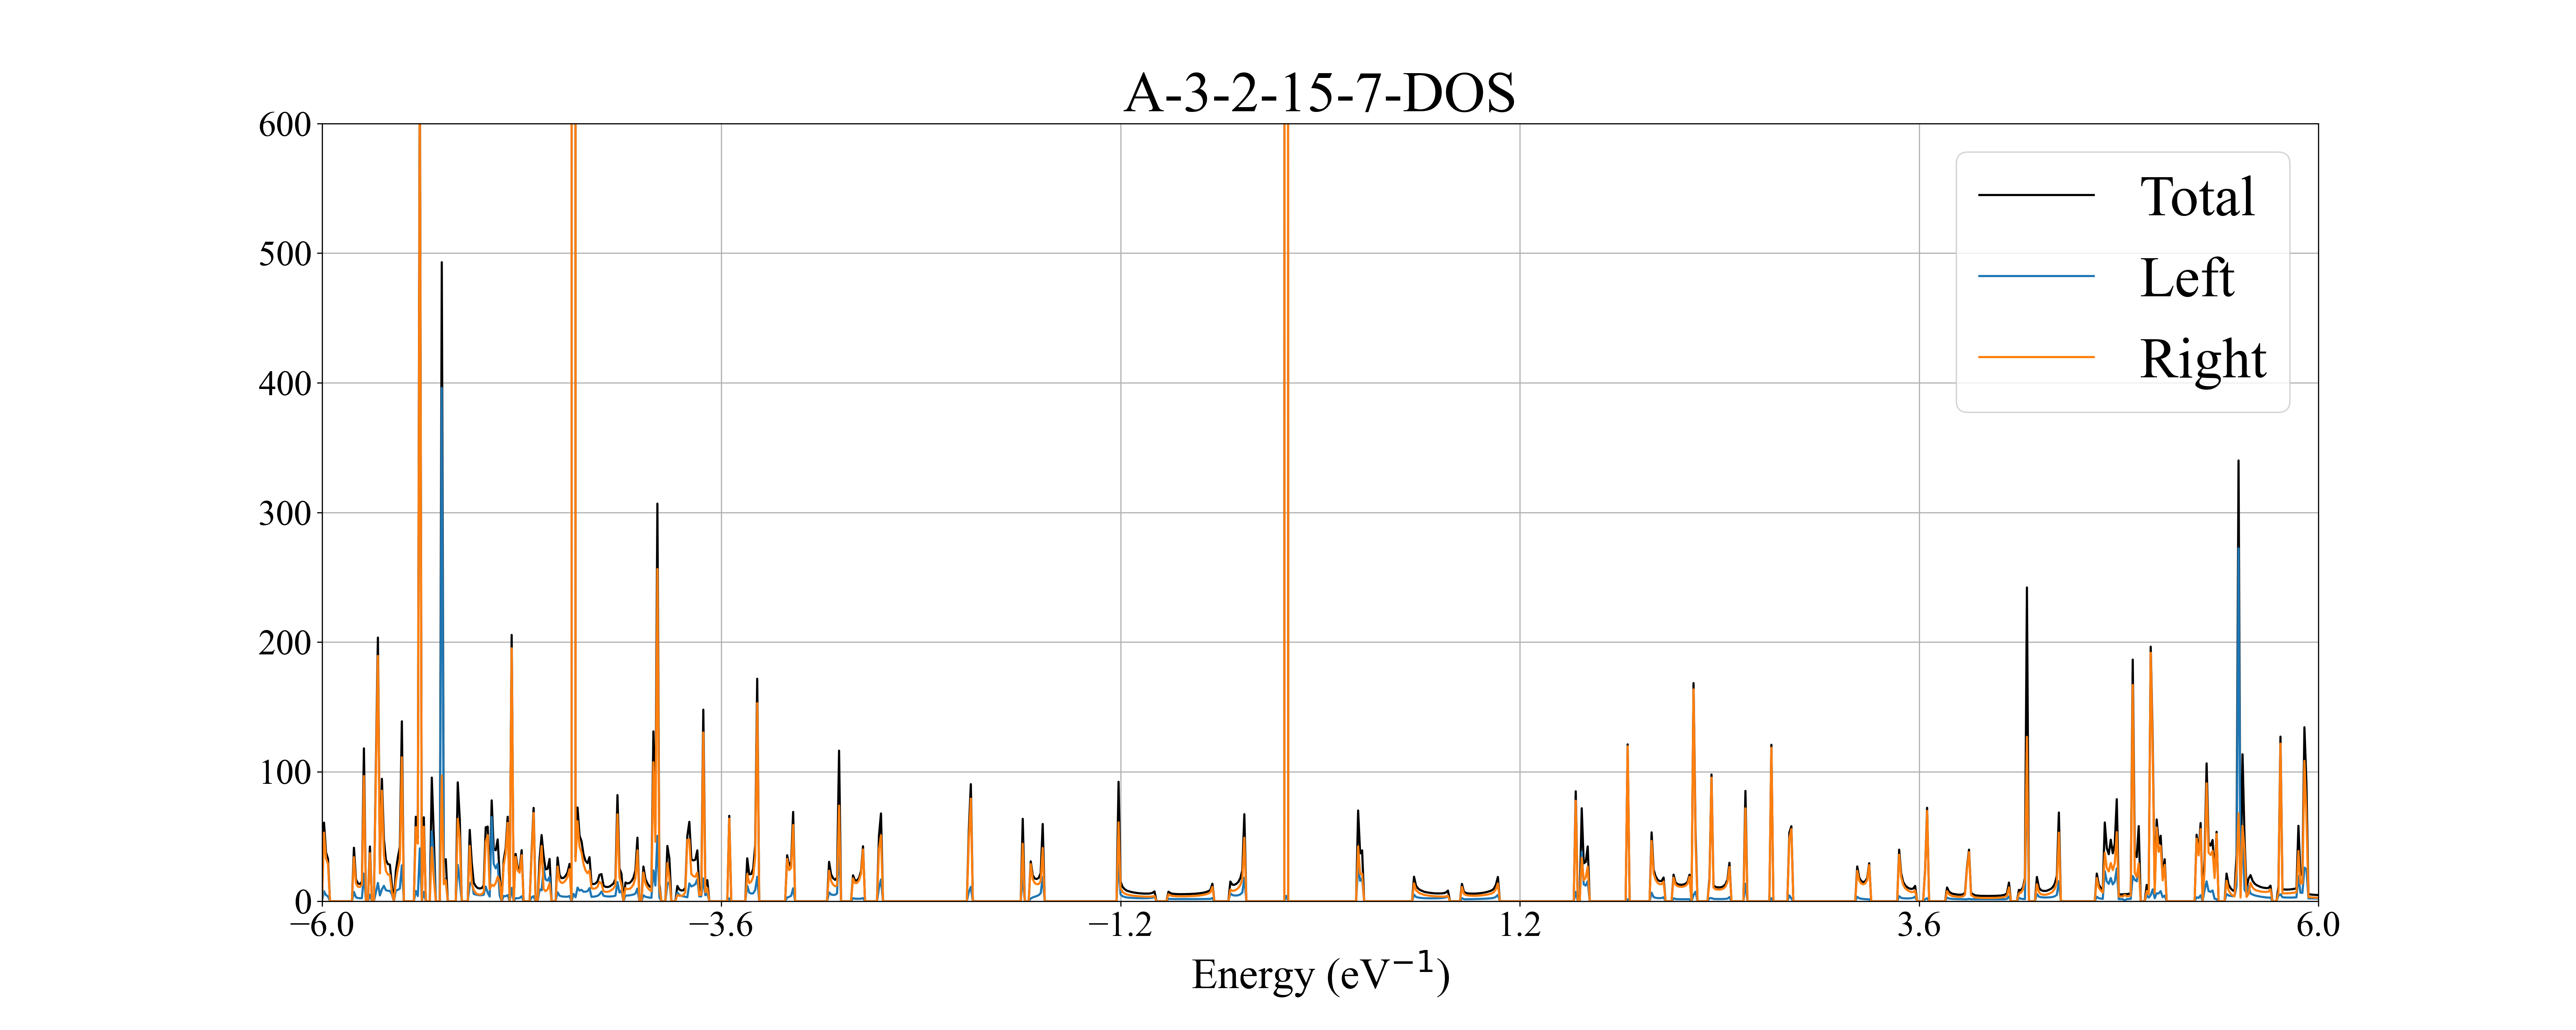 A-3-2-15-7-DOS
600
500
400
300
200
100
0
Total
Left
Right
−6.0 −3.6 −1.2 1.2 3.6 6.0
Energy (eV⁻¹)